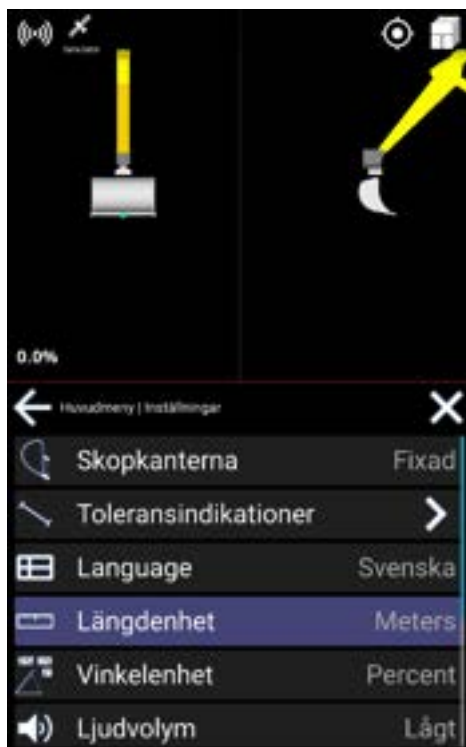 0.0%
Huvudmeny | Inställningar
Skopkanterna Fixad
Toleransindikationer
Language Svenska
Längdenhet Meters
Vinkelenhet Percent
Ljudvolym Lågt